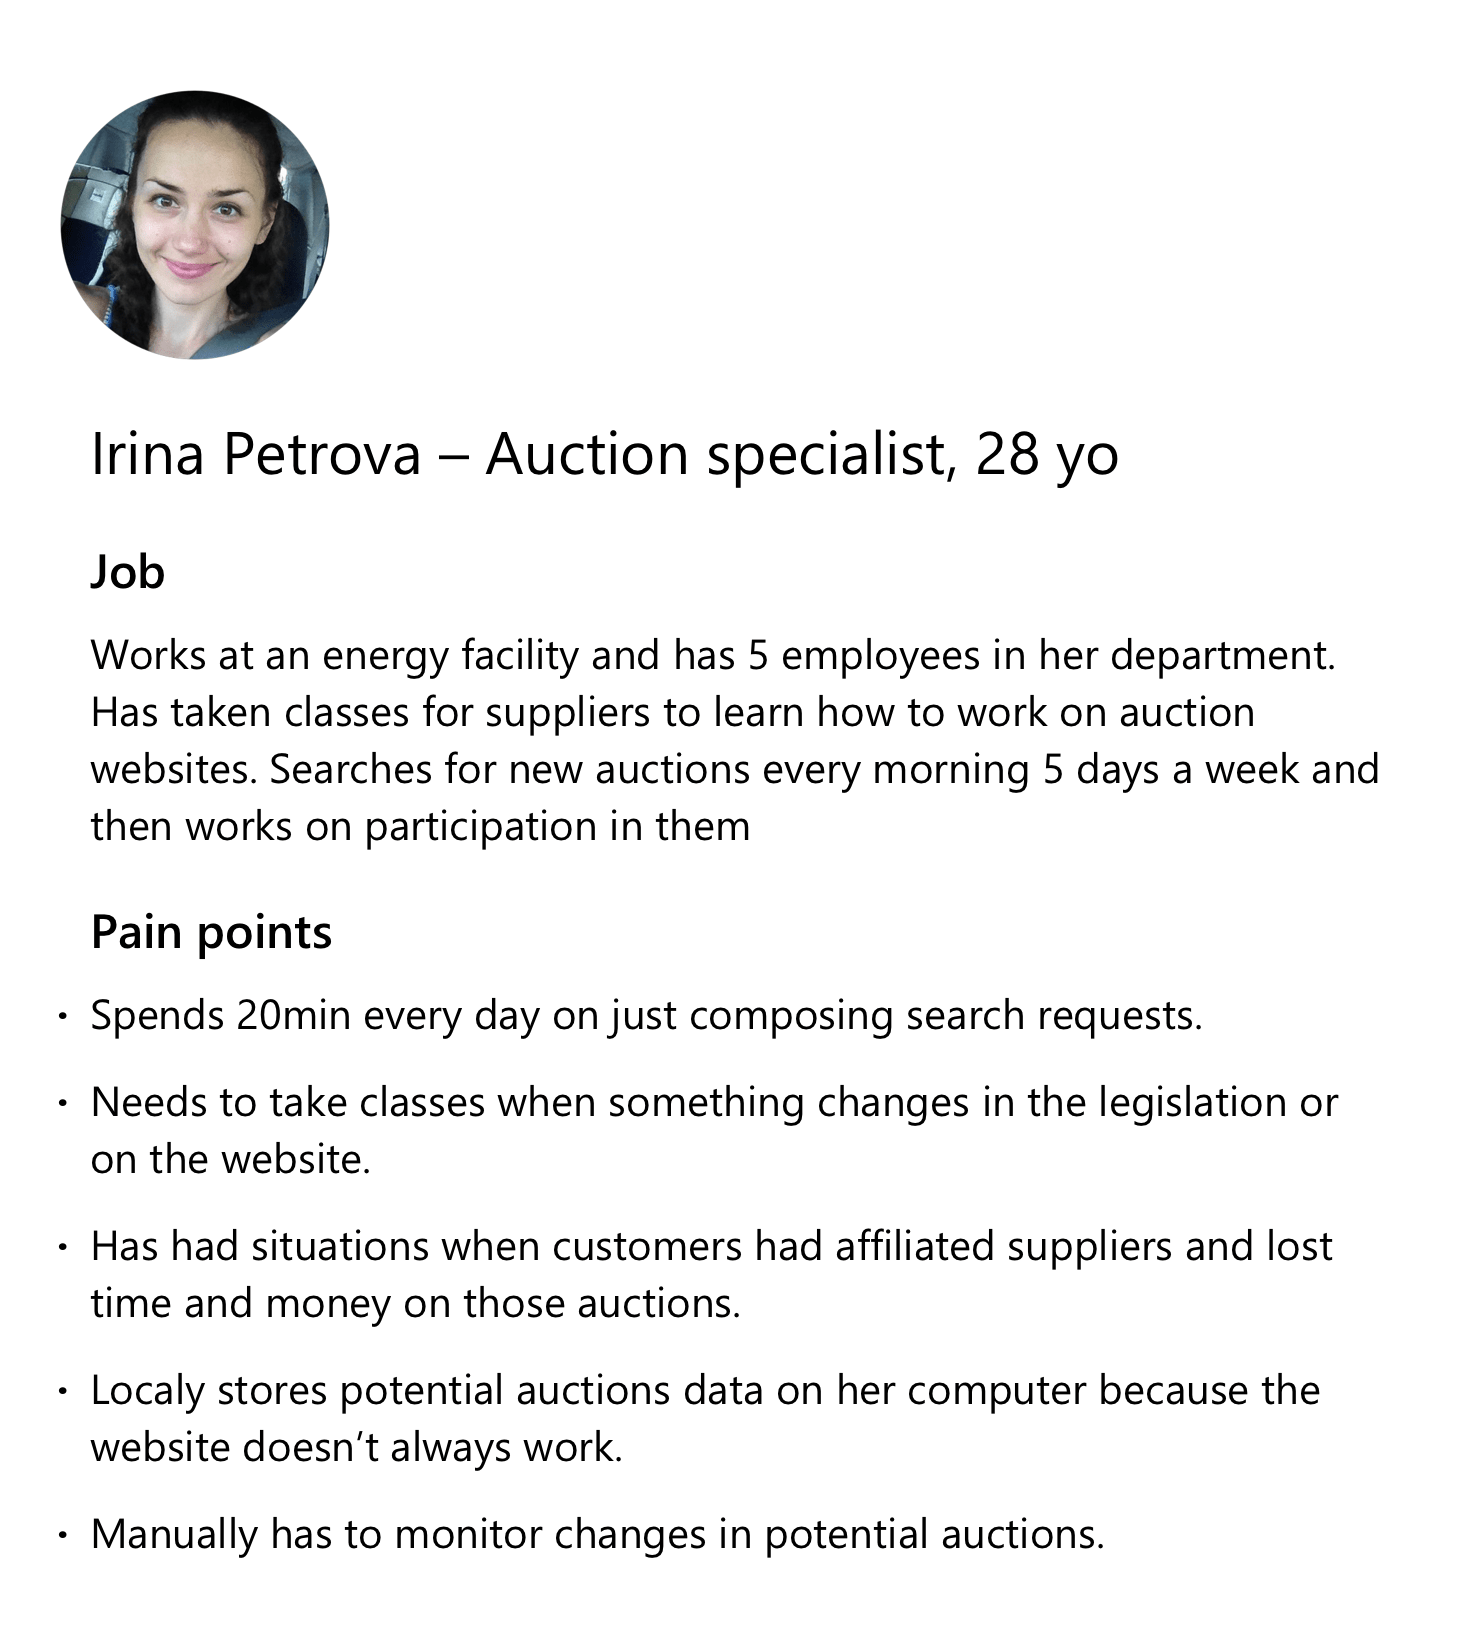 Irina Petrova – Auction specialist, 28 yo
Job
Works at an energy facility and has 5 employees in her department.
Has taken classes for suppliers to learn how to work on auction
websites. Searches for new auctions every morning 5 days a week and
then works on participation in them
Pain points
· Spends 20min every day on just composing search requests.
· Needs to take classes when something changes in the legislation or
on the website.
· Has had situations when customers had affiliated suppliers and lost
time and money on those auctions.
· Localy stores potential auctions data on her computer because the
website doesn’t always work.
· Manually has to monitor changes in potential auctions.